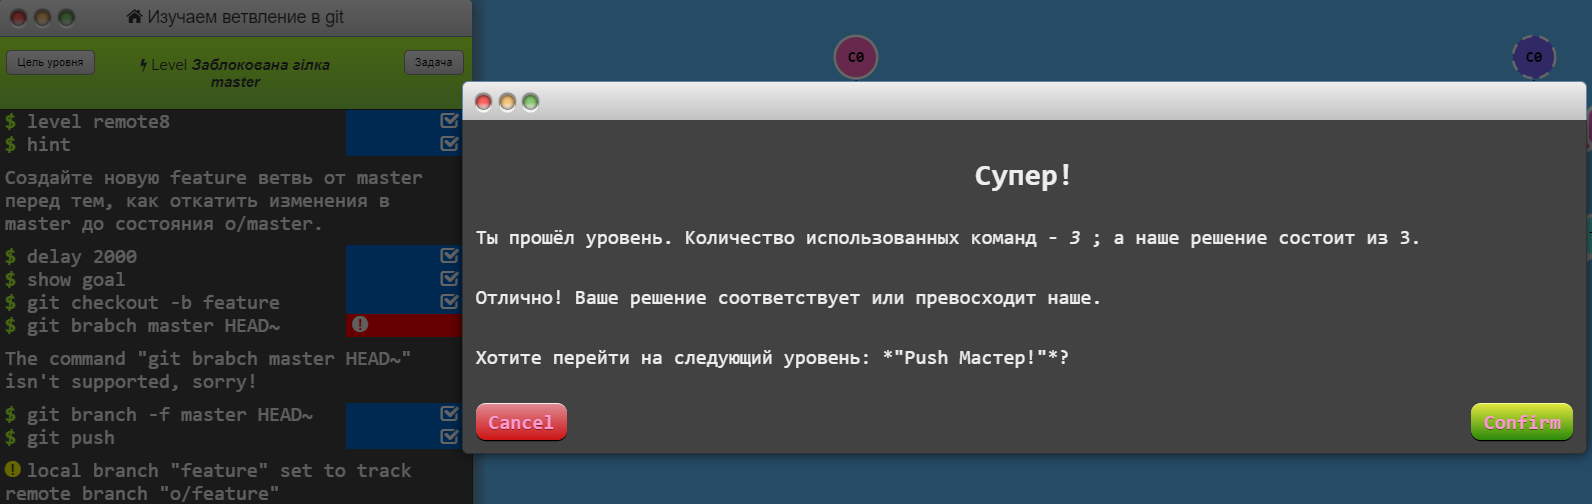 Изучаем ветвление в git
Цель уровня
Level Заблокована гілка
master
Задача
$ level remote8
$ hint
Создайте новую feature ветвь от master
перед тем, как откатить изменения в
master до состояния o/master.
$ delay 2000
$ show goal
$ git checkout -b feature
$ git brabch master HEAD~
The command "git brabch master HEAD~"
isn't supported, sorry!
$ git branch -f master HEAD~
$ git push
local branch "feature" set to track
remote branch "o/feature"
C0
C0
Супер!
Ты прошёл уровень. Количество использованных команд - 3 ; а наше решение состоит из 3.
Отлично! Ваше решение соответствует или превосходит наше.
Хотите перейти на следующий уровень: *"Push Мастер!"*?
Cancel
Confirm